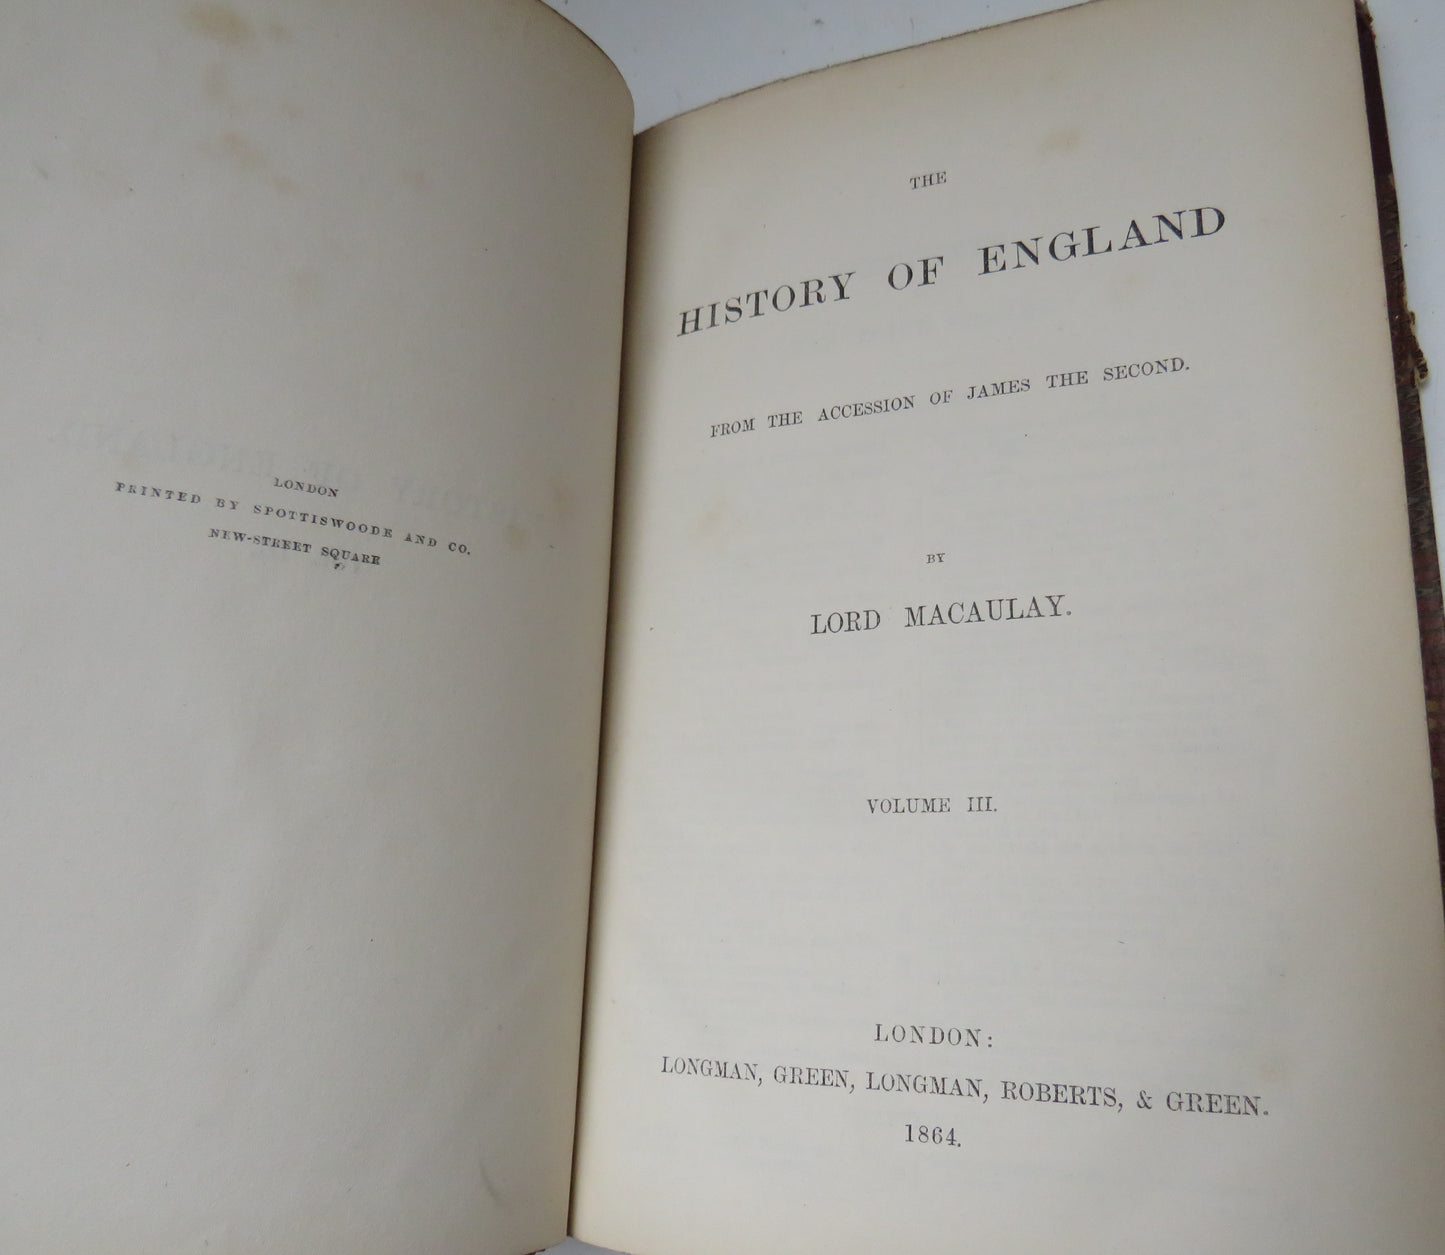 LONDON
PRINTED BY SPOTTISWOODE AND CO.
NEW-STREET SQUARE
THE
HISTORY OF ENGLAND
FROM THE ACCESSION OF JAMES THE SECOND.
BY
LORD MACAULAY.
VOLUME III.
LONDON:
LONGMAN, GREEN, LONGMAN, ROBERTS, & GREEN.
1864.